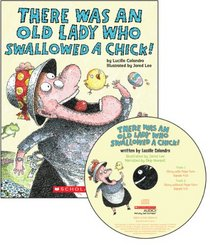 THERE WAS AN
OLD LADY WHO
SWALLOWED A CHICK!
by Lucille Colandro
Illustrated by Jared Lee
SCHOLASTIC
THERE WAS AN
OLD LADY WHO
SWALLOWED A CHICK!
written by Lucille Colandro
Illustrated by Jared Lee